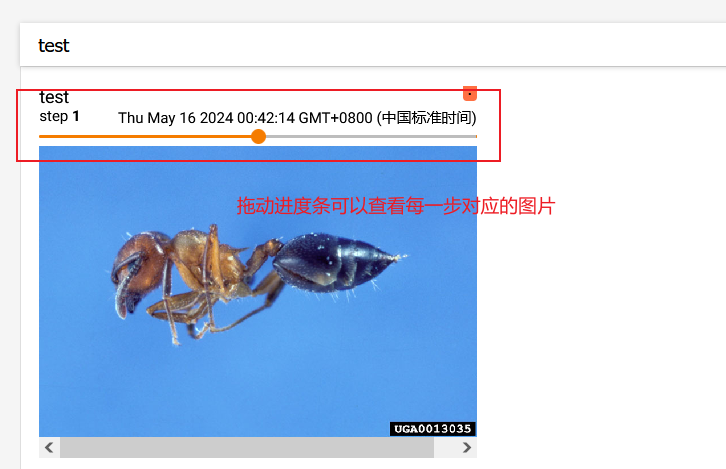 test
test
step 1
Thu May 16 2024 00:42:14 GMT+0800 (中国标准时间)
拖动进度条可以查看每一步对应的图片
UGA0013035